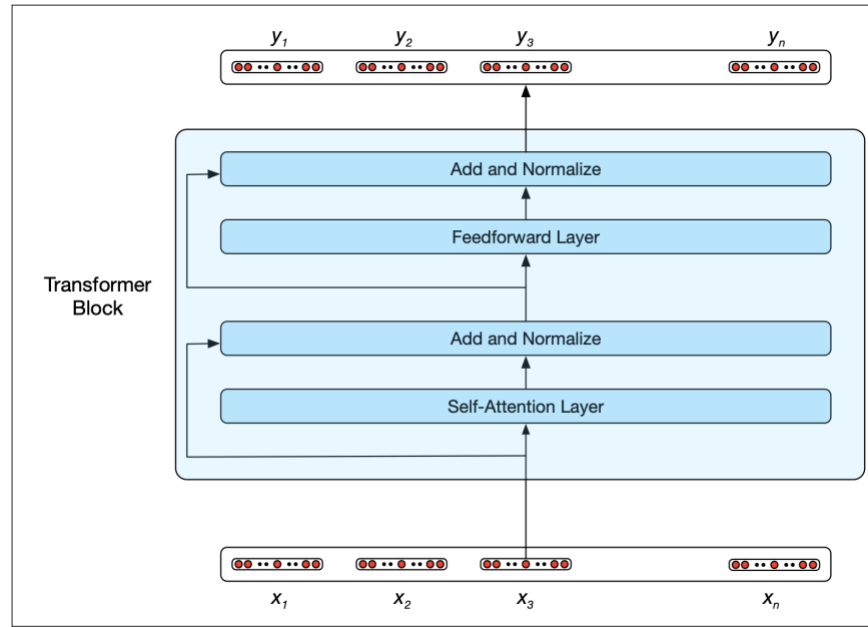 y1 y2 y3 yn
Add and Normalize
Feedforward Layer
Transformer
Block
Add and Normalize
Self-Attention Layer
x1 x2 x3 xn